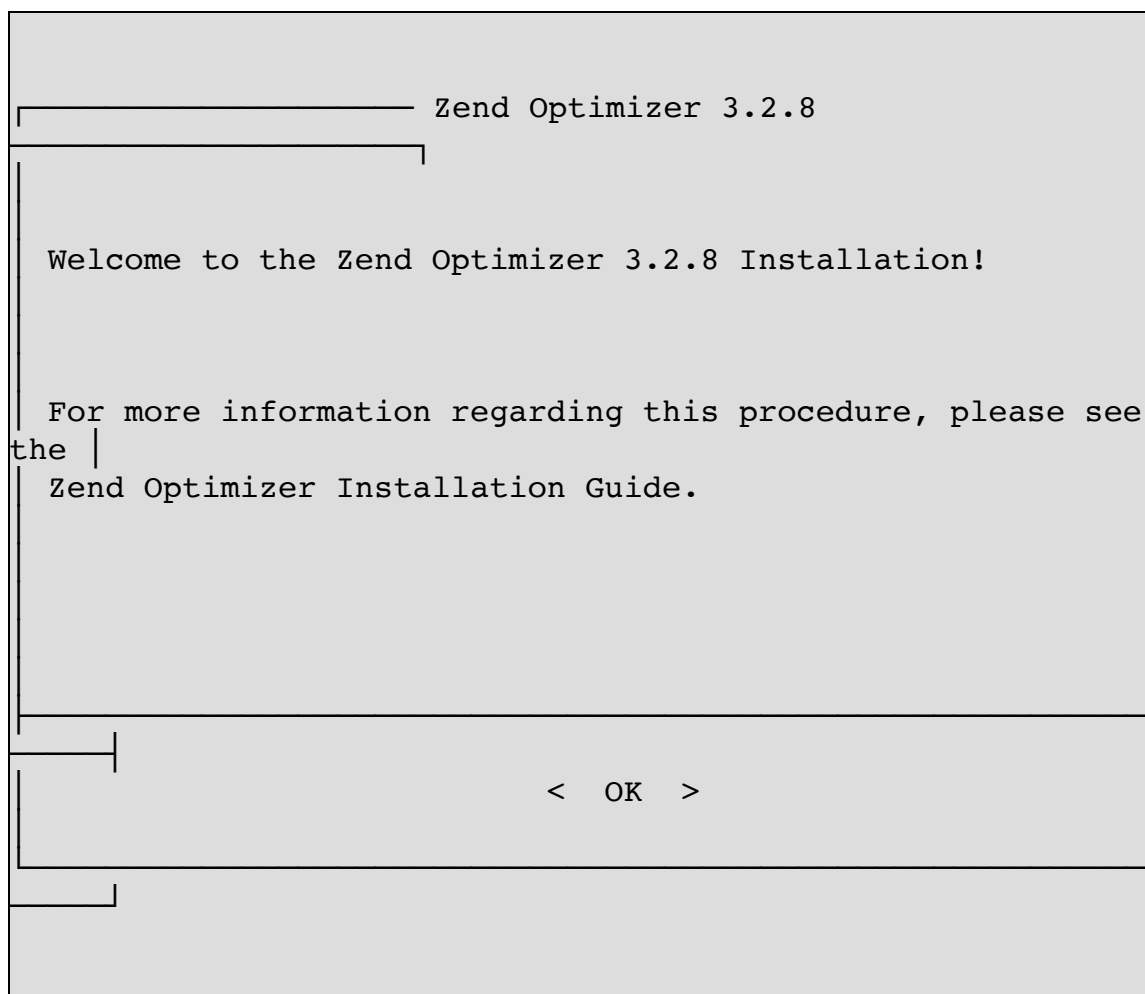 Zend Optimizer 3.2.8
Welcome to the Zend Optimizer 3.2.8 Installation!
For more information regarding this procedure, please see
the
Zend Optimizer Installation Guide.
< OK >